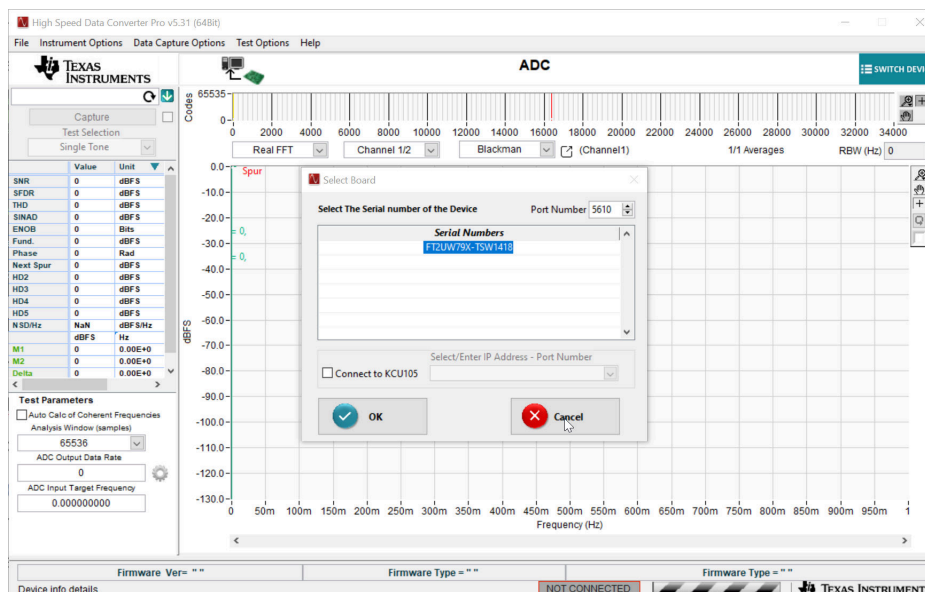 High Speed Data Converter Pro v5.31 (64Bit)
File Instrument Options Data Capture Options Test Options Help
TEXAS INSTRUMENTS
ADC
SWITCH DEVI
Capture
Test Selection
Single Tone
Codes
65535
0
0 2000 4000 6000 8000 10000 12000 14000 16000 18000 20000 22000 24000 26000 28000 30000 32000 34000
Real FFT Channel 1/2 Blackman (Channel1) 1/1 Averages RBW (Hz) 0
Value Unit
SNR 0 dBFS
SFDR 0 dBFS
THD 0 dBFS
SINAD 0 dBFS
ENOB 0 Bits
Fund. 0 dBFS
Phase 0 Rad
Next Spur 0 dBFS
HD2 0 dBFS
HD3 0 dBFS
HD4 0 dBFS
HD5 0 dBFS
NSD/Hz NaN dBFS/Hz
dBFS Hz
M1 0 0.00E+0
M2 0 0.00E+0
Delta 0 0.00E+0
Test Parameters
Auto Calc of Coherent Frequencies
Analysis Window (samples)
65536
ADC Output Data Rate
0
ADC Input Target Frequency
0.000000000
dBFS
0.0
-10.0
-20.0
-30.0
-40.0
-50.0
-60.0
-70.0
-80.0
-90.0
-100.0
-110.0
-120.0
-130.0
Spur
= 0,
= 0,
Select Board
Select The Serial number of the Device Port Number 5610
Serial Numbers
FT2UW79X-TSW1418
Select/Enter IP Address - Port Number
Connect to KCU105
OK Cancel
0 50m 100m 150m 200m 250m 300m 350m 400m 450m 500m 550m 600m 650m 700m 750m 800m 850m 900m 950m 1
Frequency (Hz)
Firmware Ver= " " Firmware Type = " " Firmware Type = " "
Device info details NOT CONNECTED TEXAS INSTRUMENT